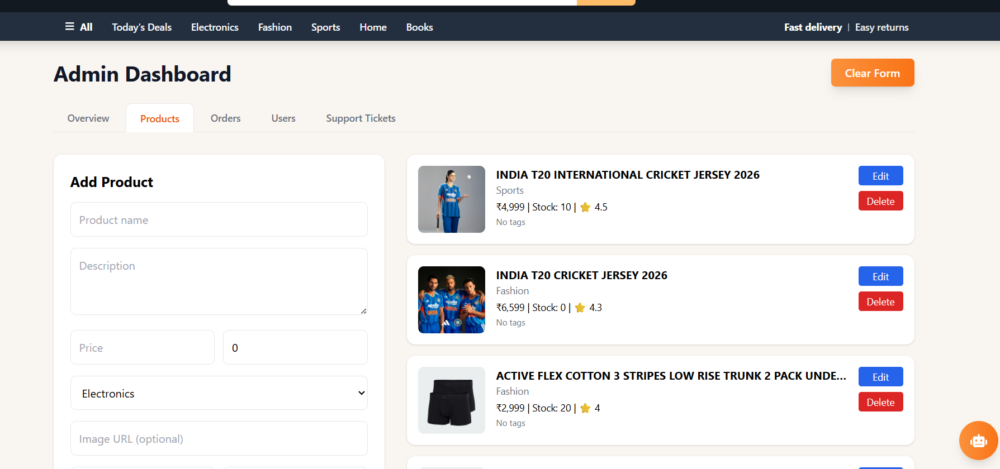 All Today's Deals Electronics Fashion Sports Home Books Fast delivery | Easy returns
Admin Dashboard
Clear Form
Overview Products Orders Users Support Tickets
Add Product
Product name
Description
Price
0
Electronics
Image URL (optional)
INDIA T20 INTERNATIONAL CRICKET JERSEY 2026
Sports
₹4,999 | Stock: 10 | ⭐ 4.5
No tags
Edit
Delete
INDIA T20 CRICKET JERSEY 2026
Fashion
₹6,599 | Stock: 0 | ⭐ 4.3
No tags
Edit
Delete
ACTIVE FLEX COTTON 3 STRIPES LOW RISE TRUNK 2 PACK UNDE...
Fashion
₹2,999 | Stock: 20 | ⭐ 4
No tags
Edit
Delete